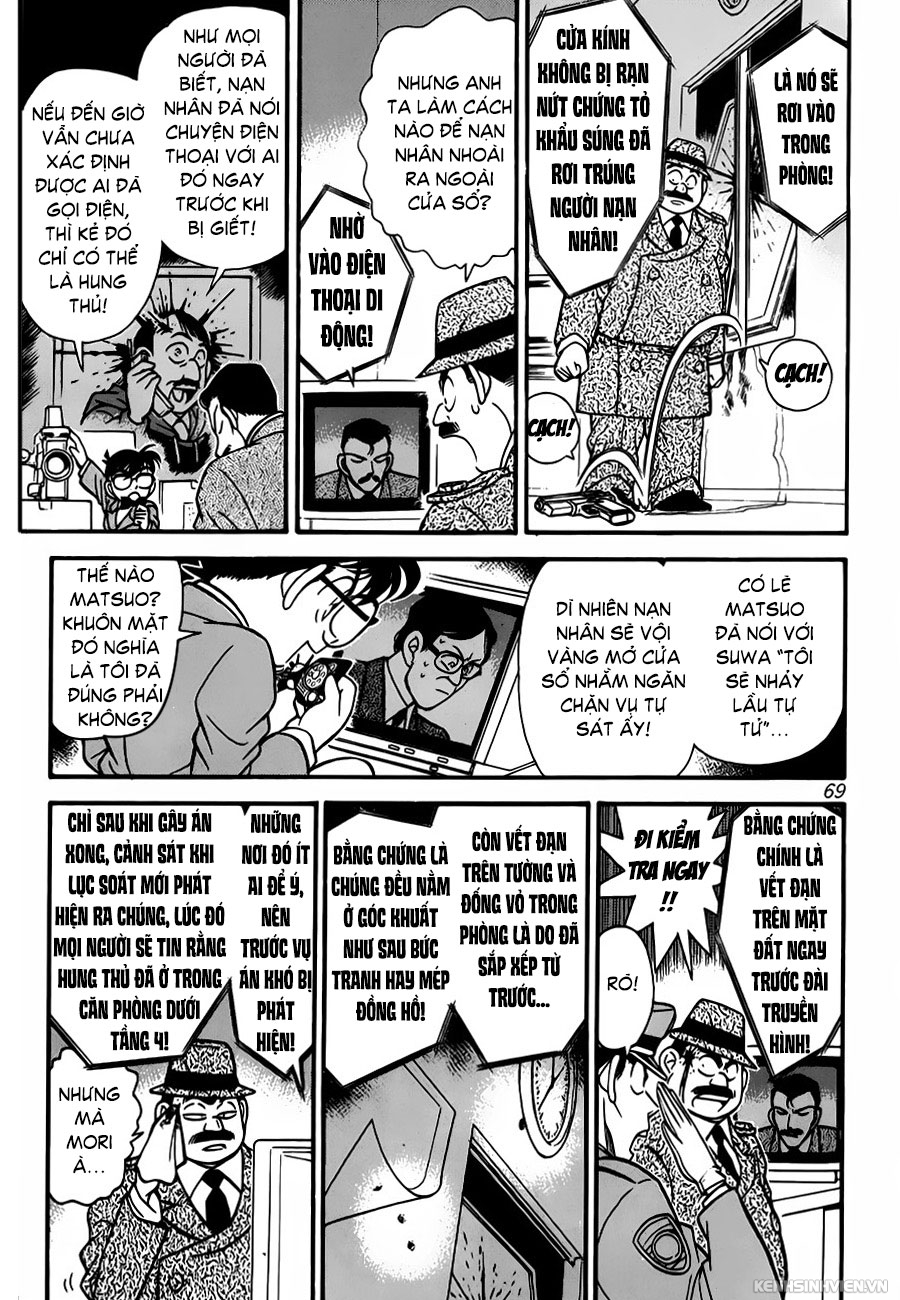 LÀ NÓ SẼ
RƠI VÀO
TRONG
PHÒNG!
CỬA KÍNH
KHÔNG BỊ RẠN
NỨT CHỨNG TỎ
KHẨU SÚNG ĐÃ
RƠI TRÚNG
NGƯỜI NẠN
NHÂN!
CẠCH!
CẠCH!
NHƯNG ANH
TA LÀM CÁCH
NÀO ĐỂ NẠN
NHÂN NHOÀI
RA NGOÀI
CỬA SỔ?
NHỜ
VÀO ĐIỆN
THOẠI DI
ĐỘNG!
NHƯ MỌI
NGƯỜI ĐÃ
BIẾT, NẠN
NHÂN ĐÃ NÓI
CHUYỆN ĐIỆN
THOẠI VỚI AI
ĐÓ NGAY
TRƯỚC KHI
BỊ GIẾT!
NẾU ĐẾN GIỜ
VẪN CHƯA
XÁC ĐỊNH
ĐƯỢC AI ĐÃ
GỌI ĐIỆN,
THÌ KẺ ĐÓ
CHỈ CÓ THỂ
LÀ HUNG
THỦ!
CÓ LẼ
MATSUO
ĐÃ NÓI VỚI
SUWA “TÔI
SẼ NHẢY
LẦU TỰ
TỬ”...
DĨ NHIÊN NẠN
NHÂN SẼ VỘI
VÀNG MỞ CỬA
SỔ NHẰM NGĂN
CHẶN VỤ TỰ
SÁT ẤY!
THẾ NÀO
MATSUO?
KHUÔN MẶT
ĐÓ NGHĨA
LÀ TÔI ĐÃ
ĐÚNG PHẢI
KHÔNG?
69
BẰNG CHỨNG
CHÍNH LÀ
VẾT ĐẠN
TRÊN MẶT
ĐẤT NGAY
TRƯỚC ĐÀI
TRUYỀN
HÌNH!
ĐI KIỂM
TRA NGAY
!!
RÕ!
CÒN VẾT ĐẠN
TRÊN TƯỜNG VÀ
ĐỐNG VỎ TRONG
PHÒNG LÀ DO ĐÃ
SẮP XẾP TỪ
TRƯỚC...
BẰNG CHỨNG LÀ
CHÚNG ĐỀU NẰM
Ở GÓC KHUẤT
NHƯ SAU BỨC
TRANH HAY MÉP
ĐỒNG HỒ!
NHỮNG
NƠI ĐÓ ÍT
AI ĐỂ Ý,
NÊN
TRƯỚC VỤ
ÁN KHÓ BỊ
PHÁT
HIỆN!
CHỈ SAU KHI GÂY ÁN
XONG, CẢNH SÁT KHI
LỤC SOÁT MỚI PHÁT
HIỆN RA CHÚNG, LÚC ĐÓ
MỌI NGƯỜI SẼ TIN RẰNG
HUNG THỦ ĐÃ Ở TRONG
CĂN PHÒNG DƯỚI
TẦNG 4!
NHƯNG
MÀ
MORI
À...
KENHSINHVIEN.VN